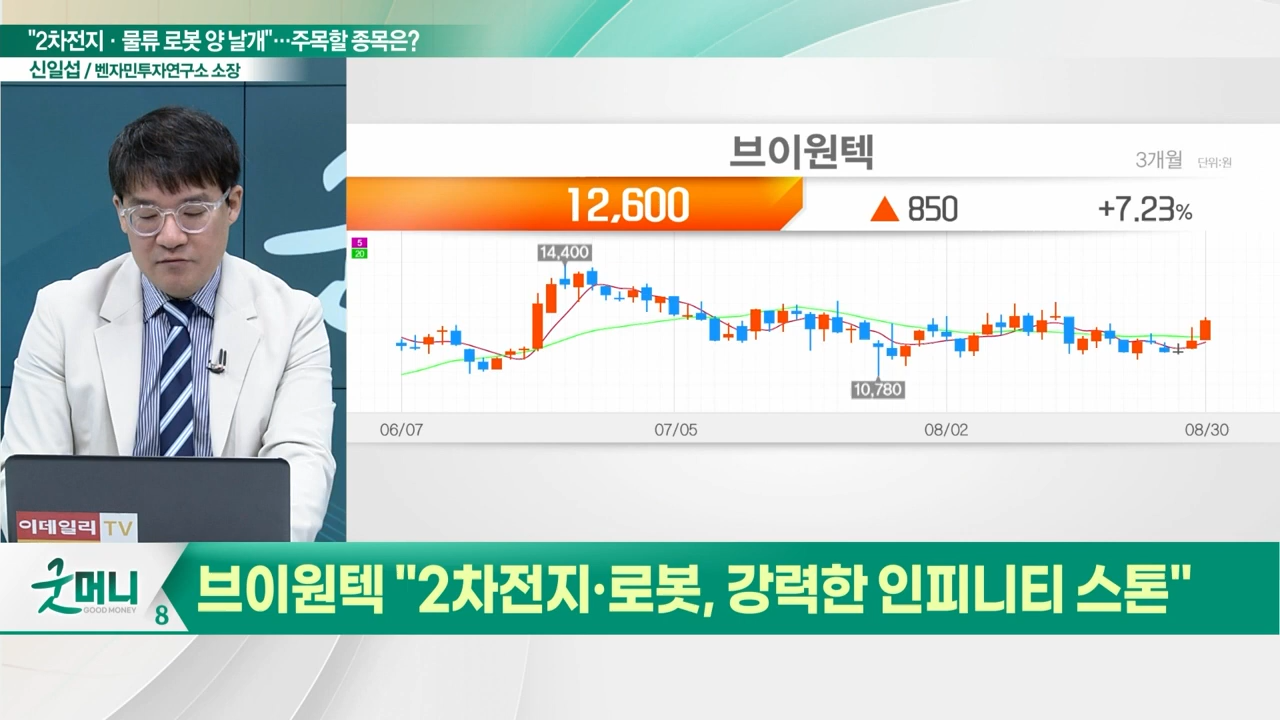 "2차전지 · 물류 로봇 양 날개"…주목할 종목은?
신일섭 / 벤자민투자연구소 소장
브이원텍
3개월 단위:원
12,600 ▲ 850 +7.23%
5
20
14,400
10,780
06/07 07/05 08/02 08/30
이데일리 TV
굿머니
GOOD MONEY
8
브이원텍 "2차전지·로봇, 강력한 인피니티 스톤"